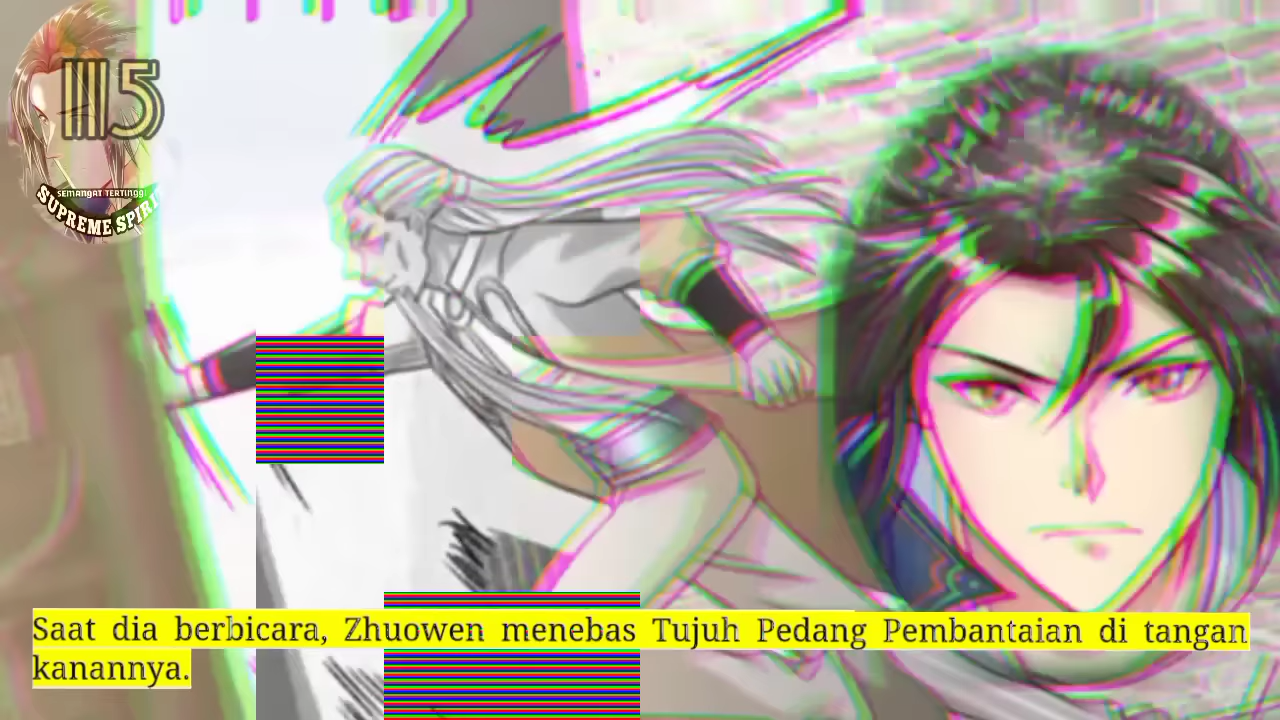 115
SEMANGAT TERTINGGI
SUPREME SPIRIT
Saat dia berbicara, Zhuowen menebas Tujuh Pedang Pembantaian di tangan
kanannya.